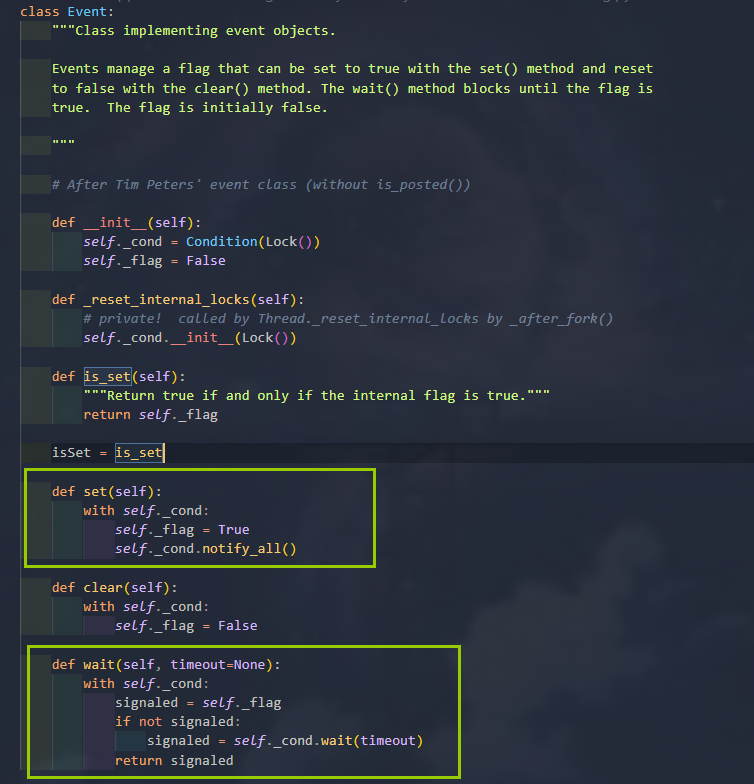 class Event:
    """Class implementing event objects.

    Events manage a flag that can be set to true with the set() method and reset
    to false with the clear() method. The wait() method blocks until the flag is
    true.  The flag is initially false.

    """

    # After Tim Peters' event class (without is_posted())

    def __init__(self):
        self._cond = Condition(Lock())
        self._flag = False

    def _reset_internal_locks(self):
        # private!  called by Thread._reset_internal_locks by _after_fork()
        self._cond.__init__(Lock())

    def is_set(self):
        """Return true if and only if the internal flag is true."""
        return self._flag

    isSet = is_set

    def set(self):
        with self._cond:
            self._flag = True
            self._cond.notify_all()

    def clear(self):
        with self._cond:
            self._flag = False

    def wait(self, timeout=None):
        with self._cond:
            signaled = self._flag
            if not signaled:
                signaled = self._cond.wait(timeout)
            return signaled